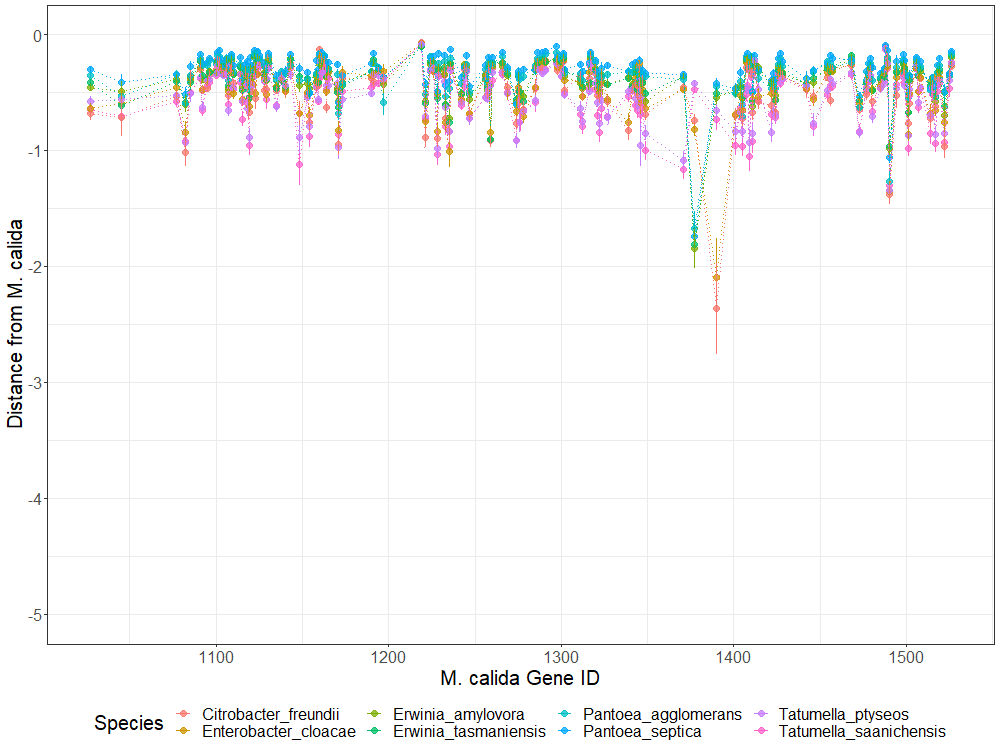 0
-1
-2
-3
-4
-5
Distance from M. calida
1100 1200 1300 1400 1500
M. calida Gene ID
Species
Citrobacter_freundii Erwinia_amylovora Pantoea_agglomerans Tatumella_ptyseos
Enterobacter_cloacae Erwinia_tasmaniensis Pantoea_septica Tatumella_saanichensis